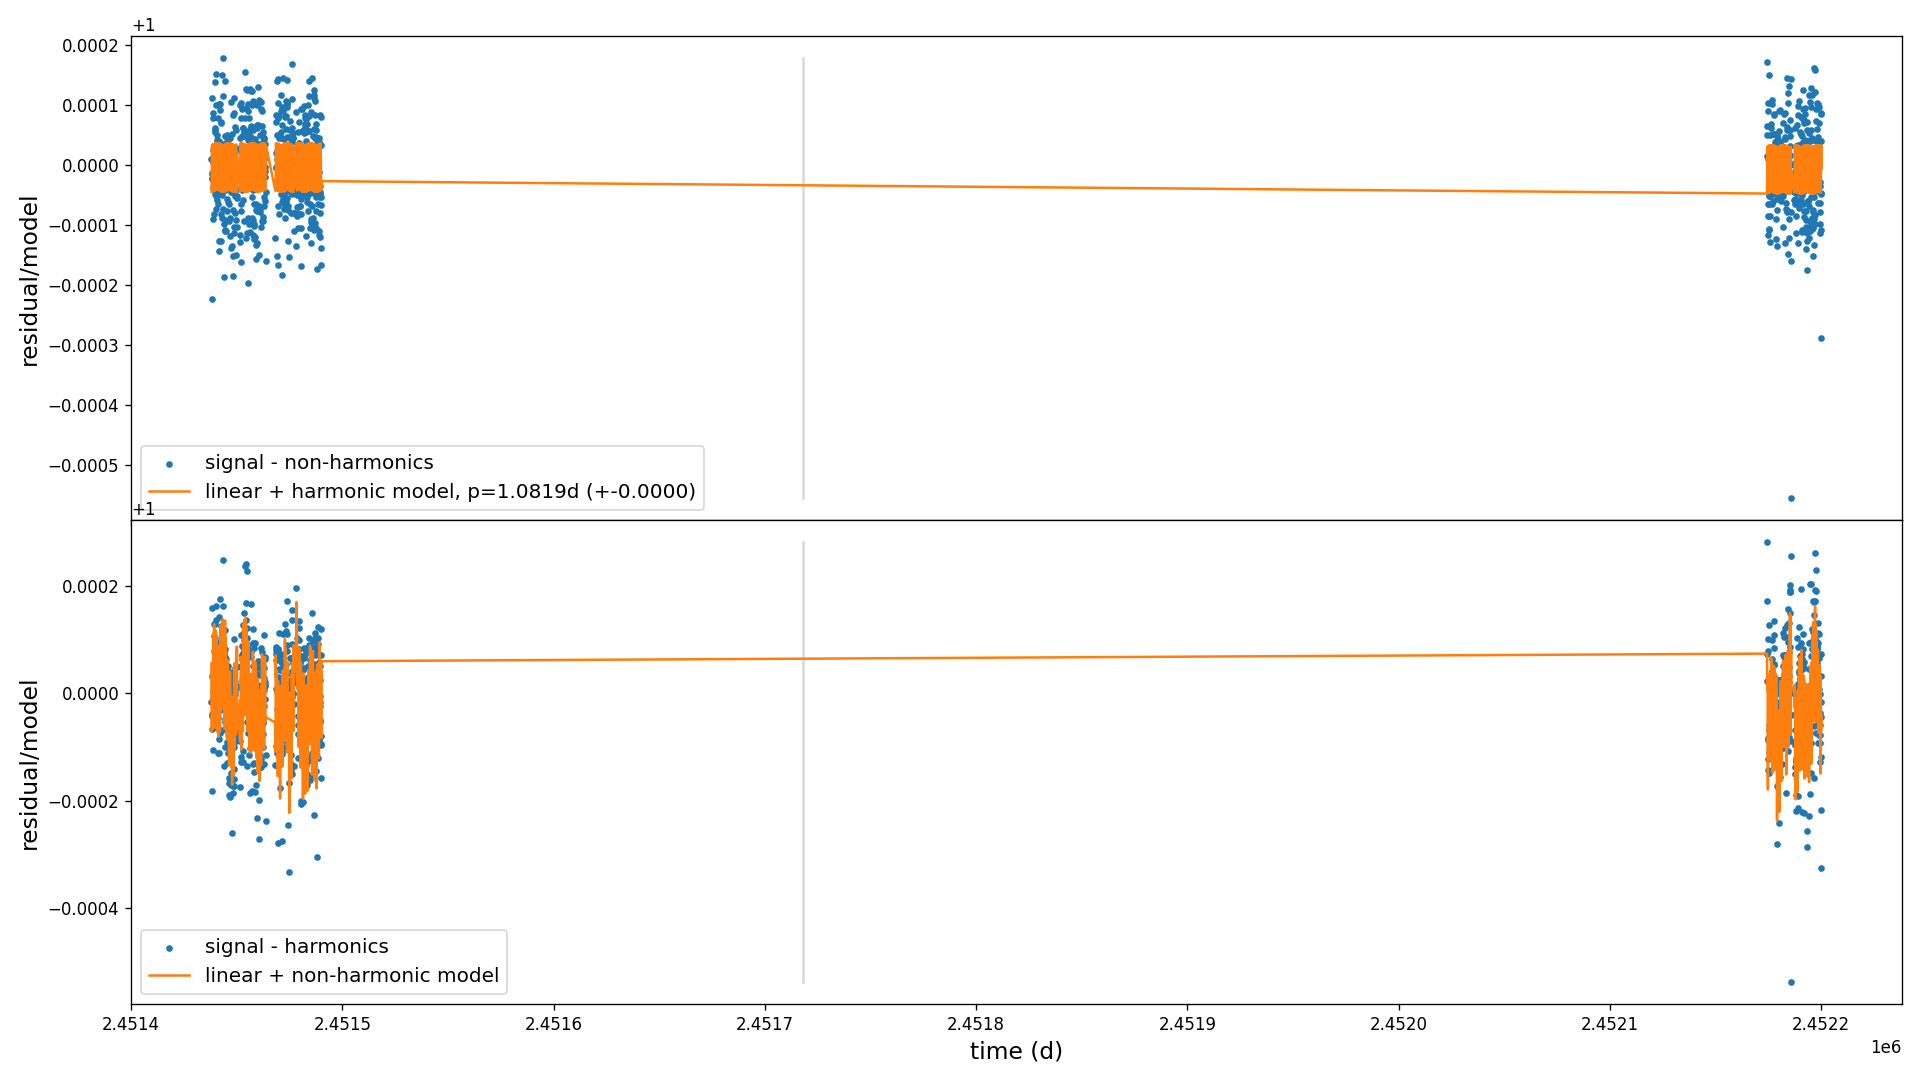 +1
0.0002
0.0001
0.0000
−0.0001
−0.0002
−0.0003
−0.0004
−0.0005
residual/model
signal - non-harmonics
linear + harmonic model, p=1.0819d (+-0.0000)
+1
0.0002
0.0000
−0.0002
−0.0004
residual/model
signal - harmonics
linear + non-harmonic model
2.4514 2.4515 2.4516 2.4517 2.4518 2.4519 2.4520 2.4521 2.4522
1e6
time (d)